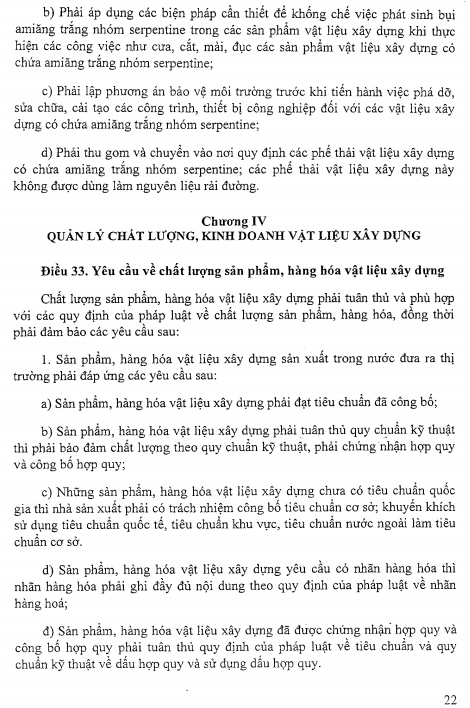 b) Phải áp dụng các biện pháp cần thiết để khống chế việc phát sinh bụi
amiăng trắng nhóm serpentine trong các sản phẩm vật liệu xây dựng khi thực
hiện các công việc như cưa, cắt, mài, đục các sản phẩm vật liệu xây dựng có
chứa amiăng trắng nhóm serpentine;
c) Phải lập phương án bảo vệ môi trường trước khi tiến hành việc phá dỡ,
sửa chữa, cải tạo các công trình, thiết bị công nghiệp đối với các vật liệu xây
dựng có chứa amiăng trắng nhóm serpentine;
d) Phải thu gom và chuyển vào nơi quy định các phế thải vật liệu xây dựng
có chứa amiăng trắng nhóm serpentine; các phế thải vật liệu xây dựng này
không được dùng làm nguyên liệu rải đường.
Chương IV
QUẢN LÝ CHẤT LƯỢNG, KINH DOANH VẬT LIỆU XÂY DỰNG
Điều 33. Yêu cầu về chất lượng sản phẩm, hàng hóa vật liệu xây dựng
Chất lượng sản phẩm, hàng hóa vật liệu xây dựng phải tuân thủ và phù hợp
với các quy định của pháp luật về chất lượng sản phẩm, hàng hóa, đồng thời
phải đảm bảo các yêu cầu sau:
1. Sản phẩm, hàng hóa vật liệu xây dựng sản xuất trong nước đưa ra thị
trường phải đáp ứng các yêu cầu sau:
a) Sản phẩm, hàng hóa vật liệu xây dựng phải đạt tiêu chuẩn đã công bố;
b) Sản phẩm, hàng hóa vật liệu xây dựng phải tuân thủ quy chuẩn kỹ thuật
thì phải bảo đảm chất lượng theo quy chuẩn kỹ thuật, phải chứng nhận hợp quy
và công bố hợp quy;
c) Những sản phẩm, hàng hóa vật liệu xây dựng chưa có tiêu chuẩn quốc
gia thì nhà sản xuất phải có trách nhiệm công bố tiêu chuẩn cơ sở; khuyến khích
sử dụng tiêu chuẩn quốc tế, tiêu chuẩn khu vực, tiêu chuẩn nước ngoài làm tiêu
chuẩn cơ sở.
d) Sản phẩm, hàng hóa vật liệu xây dựng yêu cầu có nhãn hàng hóa thì
nhãn hàng hóa phải ghi đầy đủ nội dung theo quy định của pháp luật về nhãn
hàng hoá;
đ) Sản phẩm, hàng hóa vật liệu xây dựng đã được chứng nhận hợp quy và
công bố hợp quy phải tuân thủ quy định của pháp luật về tiêu chuẩn và quy
chuẩn kỹ thuật về dấu hợp quy và sử dụng dấu hợp quy.
22